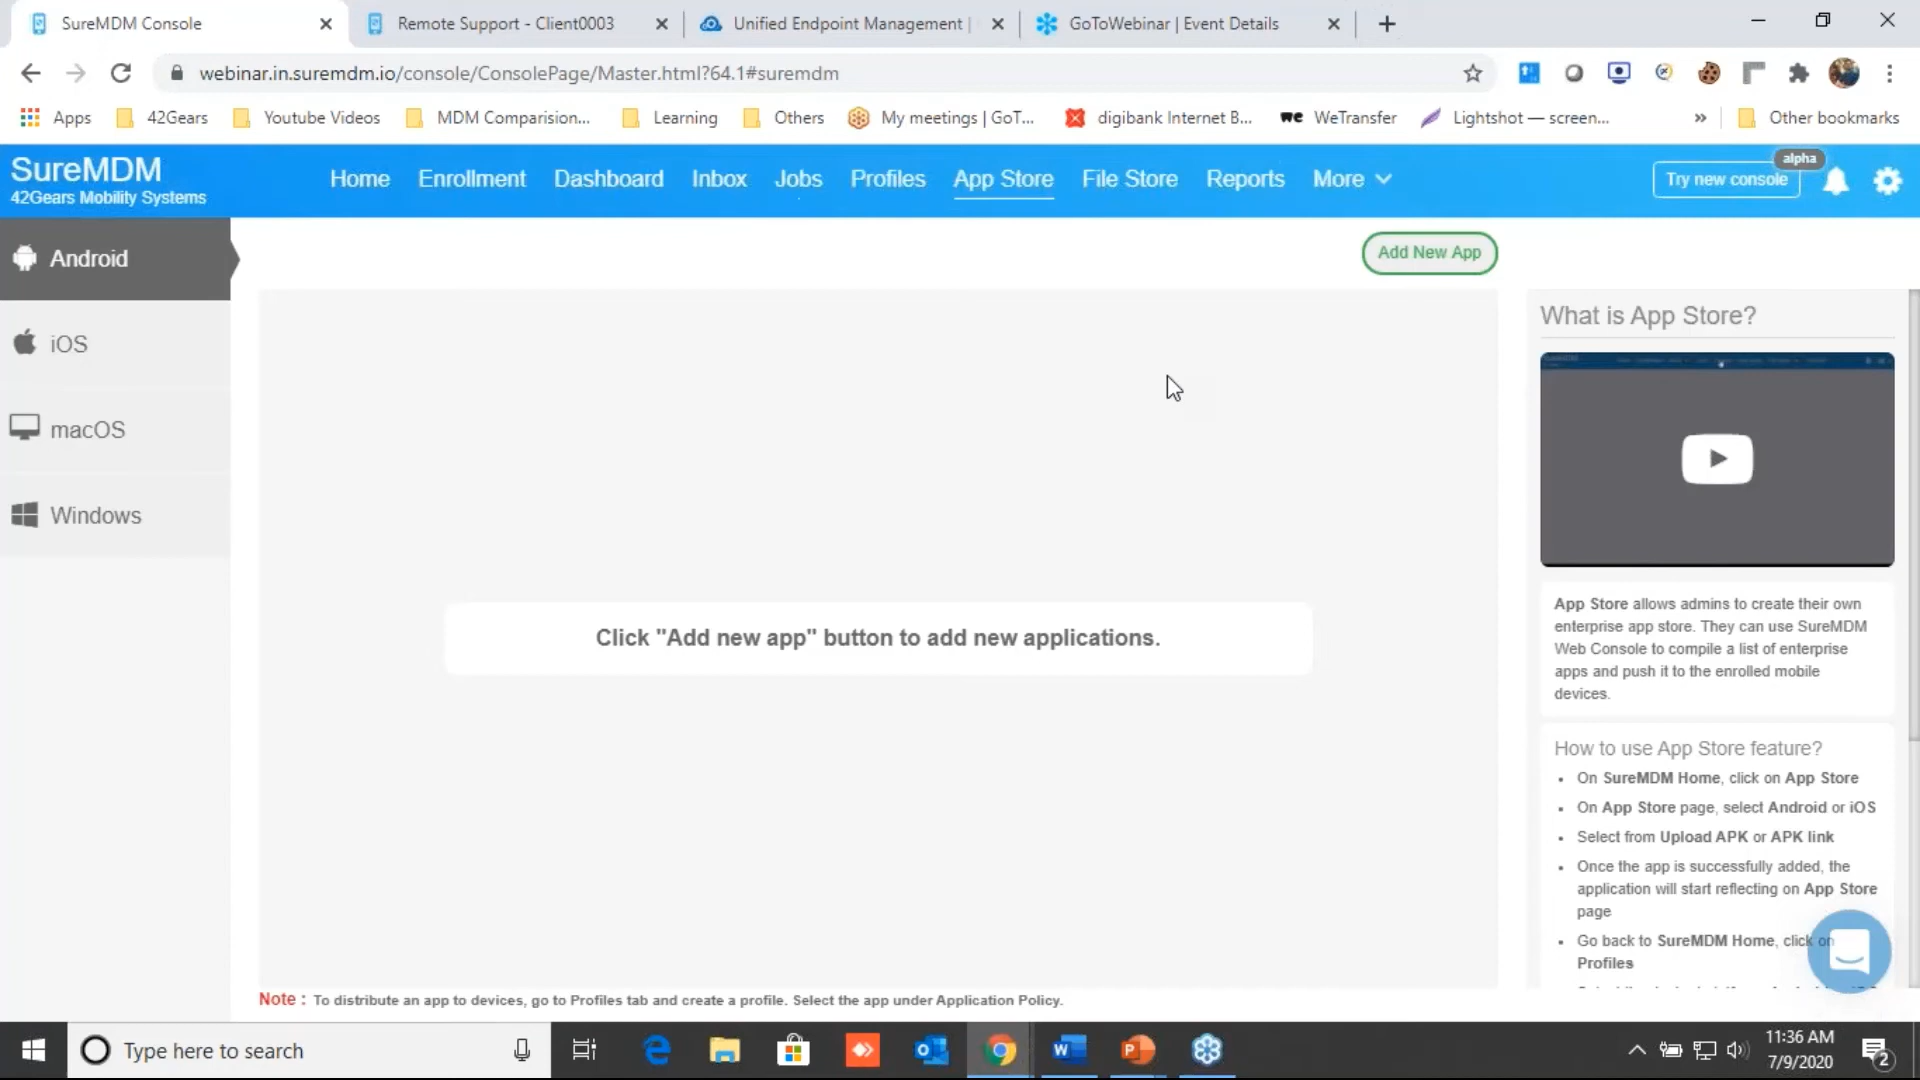 SureMDM Console
Remote Support - Client0003
Unified Endpoint Management |
GoToWebinar | Event Details
webinar.in.suremdm.io/console/ConsolePage/Master.html?64.1#suremdm
Apps
42Gears
Youtube Videos
MDM Comparision...
Learning
Others
My meetings | GoT...
digibank Internet B...
we WeTransfer
Lightshot — screen...
»
Other bookmarks
SureMDM
42Gears Mobility Systems
Home
Enrollment
Dashboard
Inbox
Jobs
Profiles
App Store
File Store
Reports
More
alpha
Try new console
Android
iOS
macOS
Windows
Add New App
Click "Add new app" button to add new applications.
What is App Store?
App Store allows admins to create their own
enterprise app store. They can use SureMDM
Web Console to compile a list of enterprise
apps and push it to the enrolled mobile
devices.
How to use App Store feature?
• On SureMDM Home, click on App Store
• On App Store page, select Android or iOS
• Select from Upload APK or APK link
• Once the app is successfully added, the
application will start reflecting on App Store
page
• Go back to SureMDM Home, click on
Profiles
Note : To distribute an app to devices, go to Profiles tab and create a profile. Select the app under Application Policy.
Type here to search
11:36 AM
7/9/2020
2